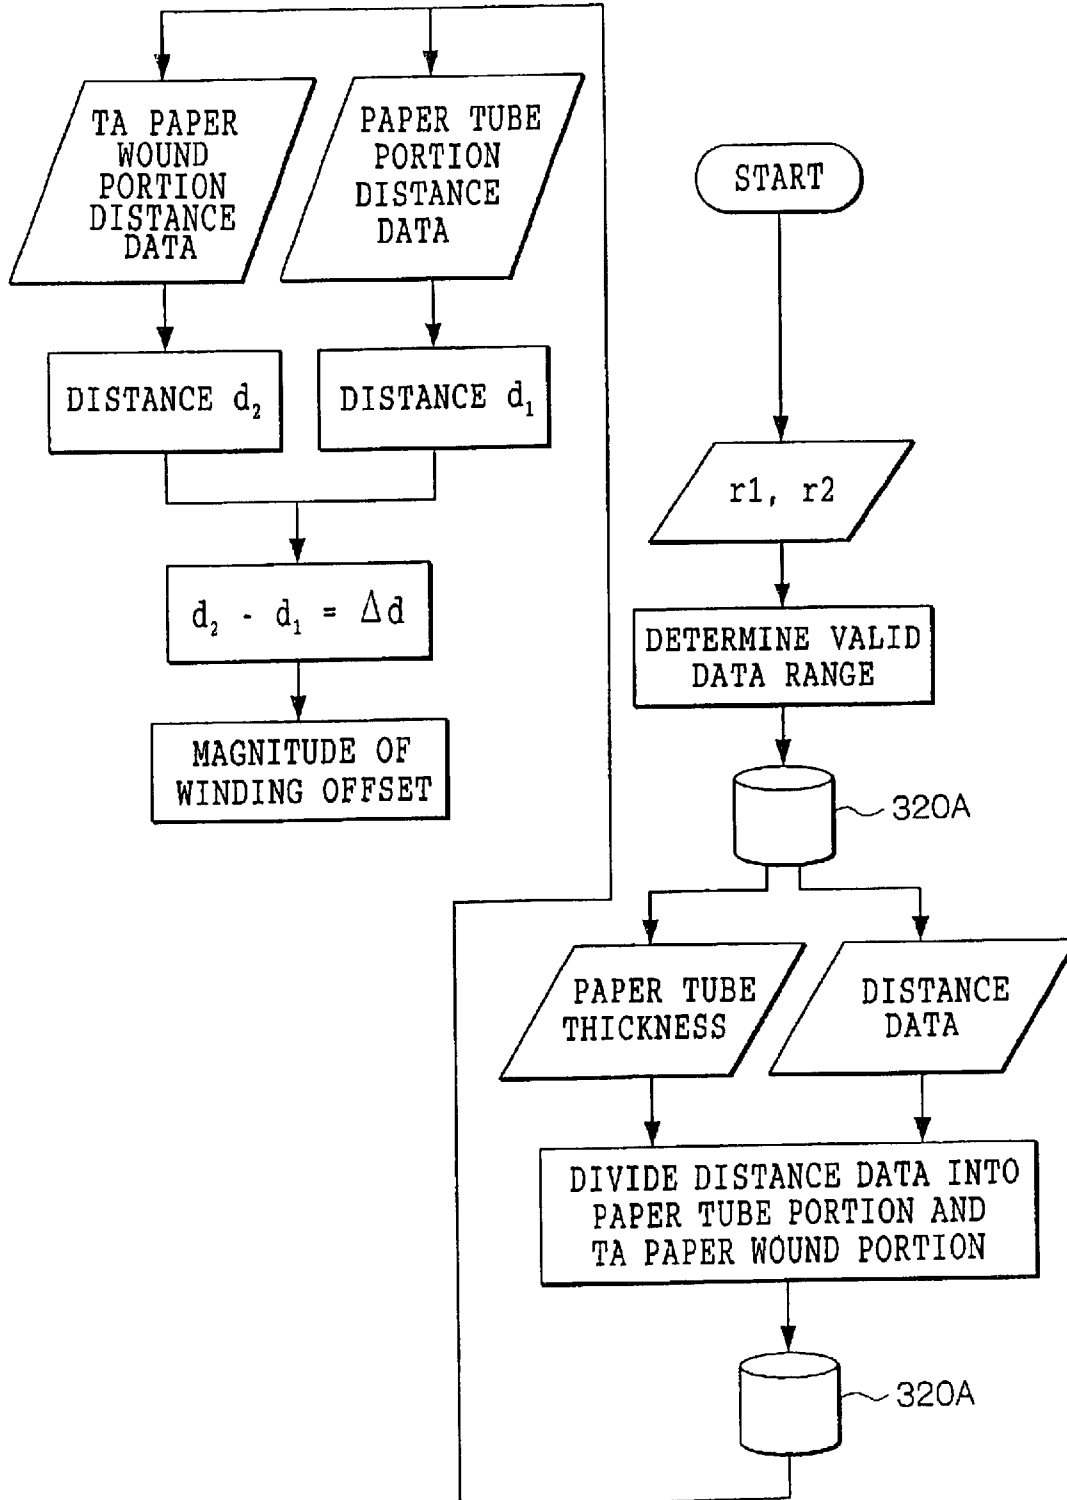 TA PAPER
WOUND
PORTION
DISTANCE
DATA
PAPER TUBE
PORTION
DISTANCE
DATA
DISTANCE d₂
DISTANCE d₁
d₂ - d₁ = Δd
MAGNITUDE OF
WINDING OFFSET
START
r1, r2
DETERMINE VALID
DATA RANGE
320A
PAPER TUBE
THICKNESS
DISTANCE
DATA
DIVIDE DISTANCE DATA INTO
PAPER TUBE PORTION AND
TA PAPER WOUND PORTION
320A